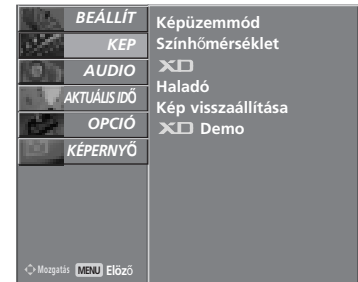 BEÁLLÍT
KEP
AUDIO
AKTUÁLIS IDŐ
OPCIÓ
KÉPERNYŐ
Mozgatás MENU Előző
Képüzemmód
Színhőmérséklet
XD
Haladó
Kép visszaállítása
XD Demo